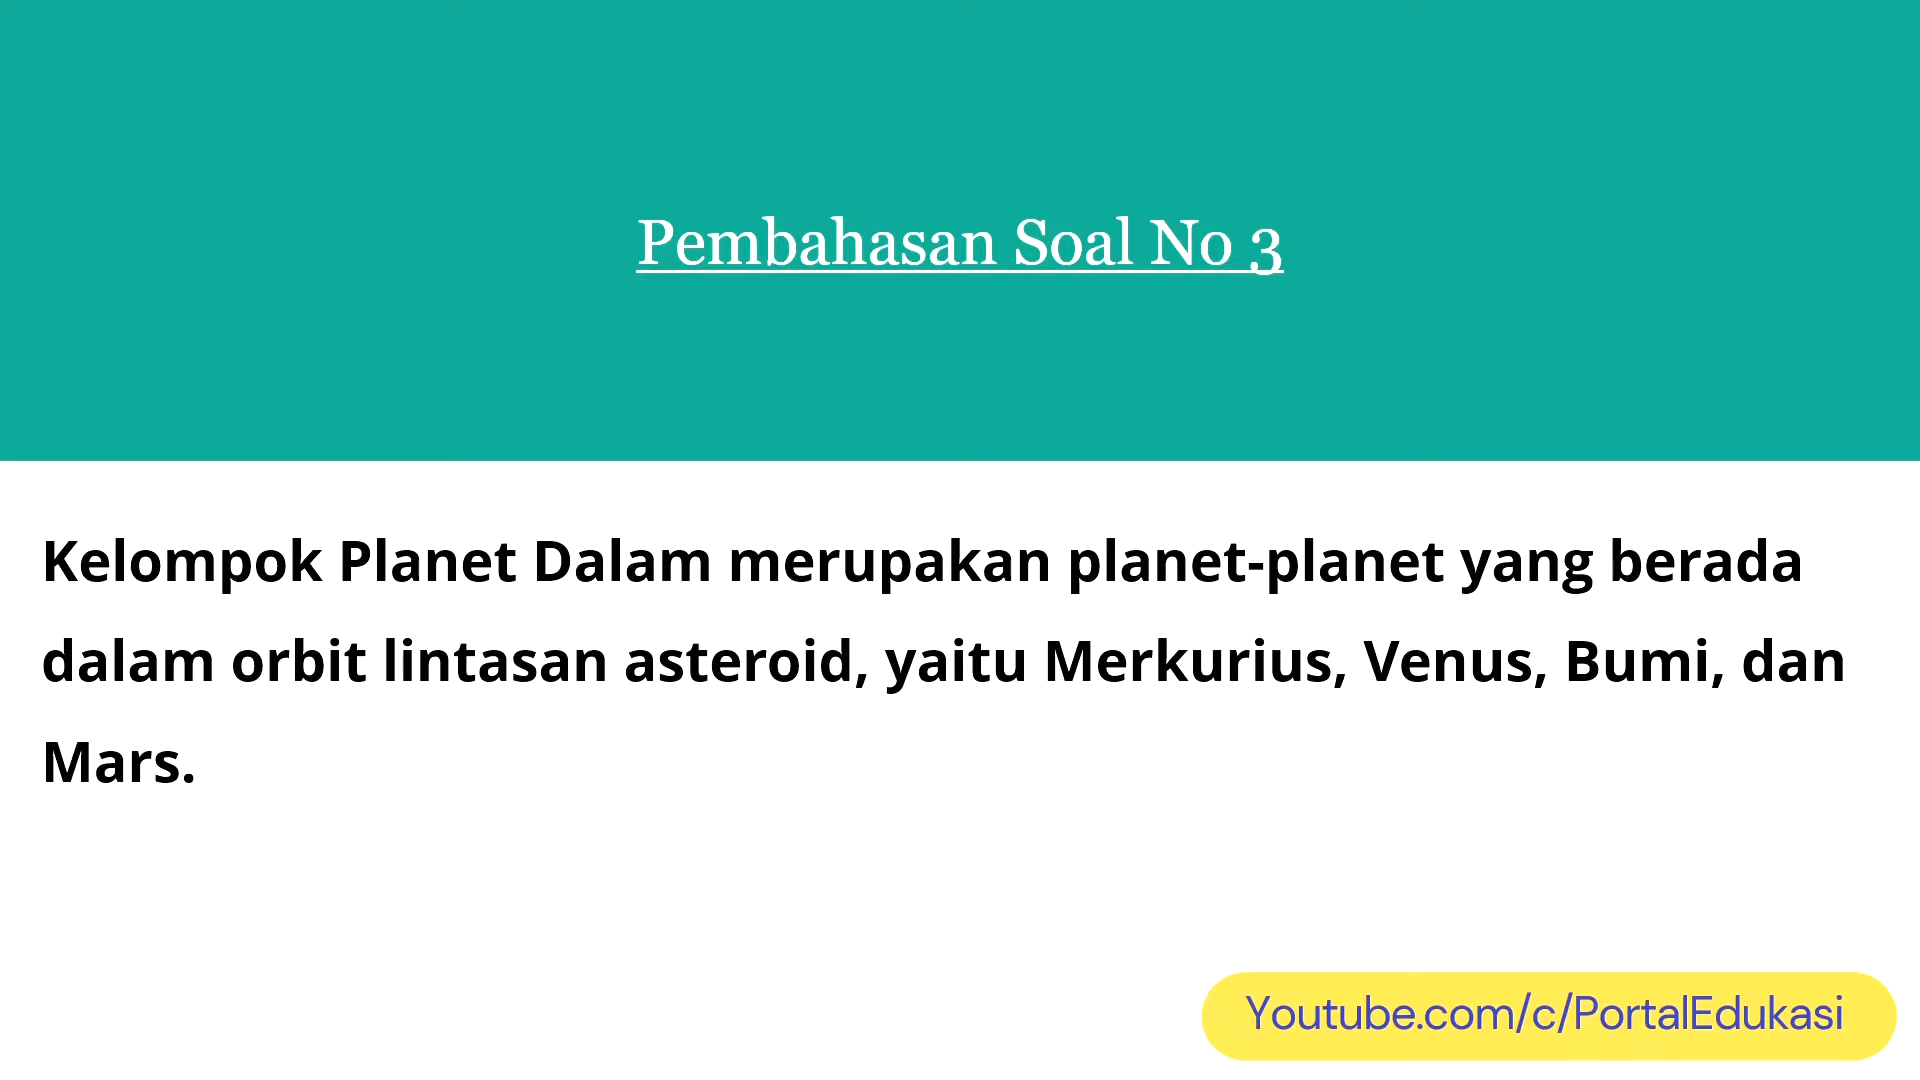 Pembahasan Soal No 3
Kelompok Planet Dalam merupakan planet-planet yang berada
dalam orbit lintasan asteroid, yaitu Merkurius, Venus, Bumi, dan
Mars.
Youtube.com/c/PortalEdukasi